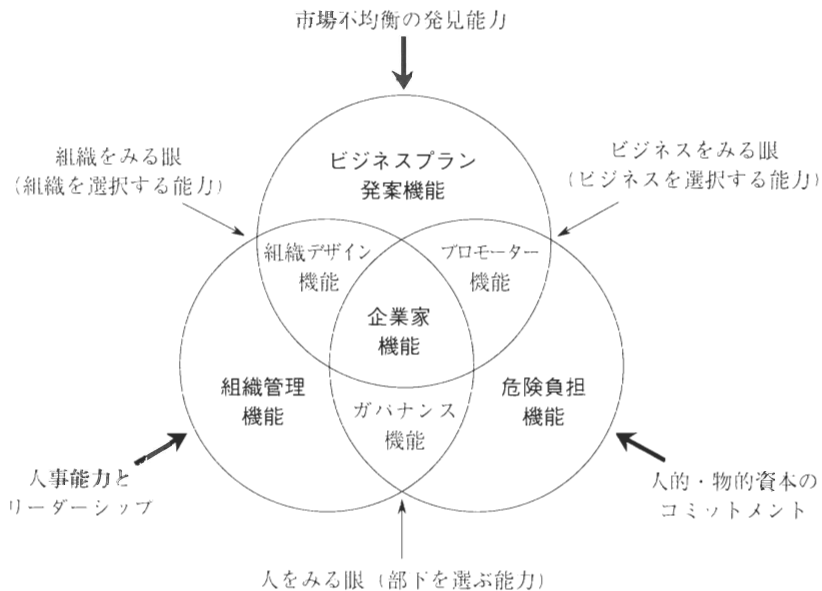 市場不均衡の発見能力
組織をみる眼
（組織を選択する能力）
ビジネスをみる眼
（ビジネスを選択する能力）
ビジネスプラン
発案機能
組織デザイン
機能
プロモーター
機能
企業家
機能
組織管理
機能
ガバナンス
機能
危険負担
機能
人事能力と
リーダーシップ
人的・物的資本の
コミットメント
人をみる眼（部下を選ぶ能力）